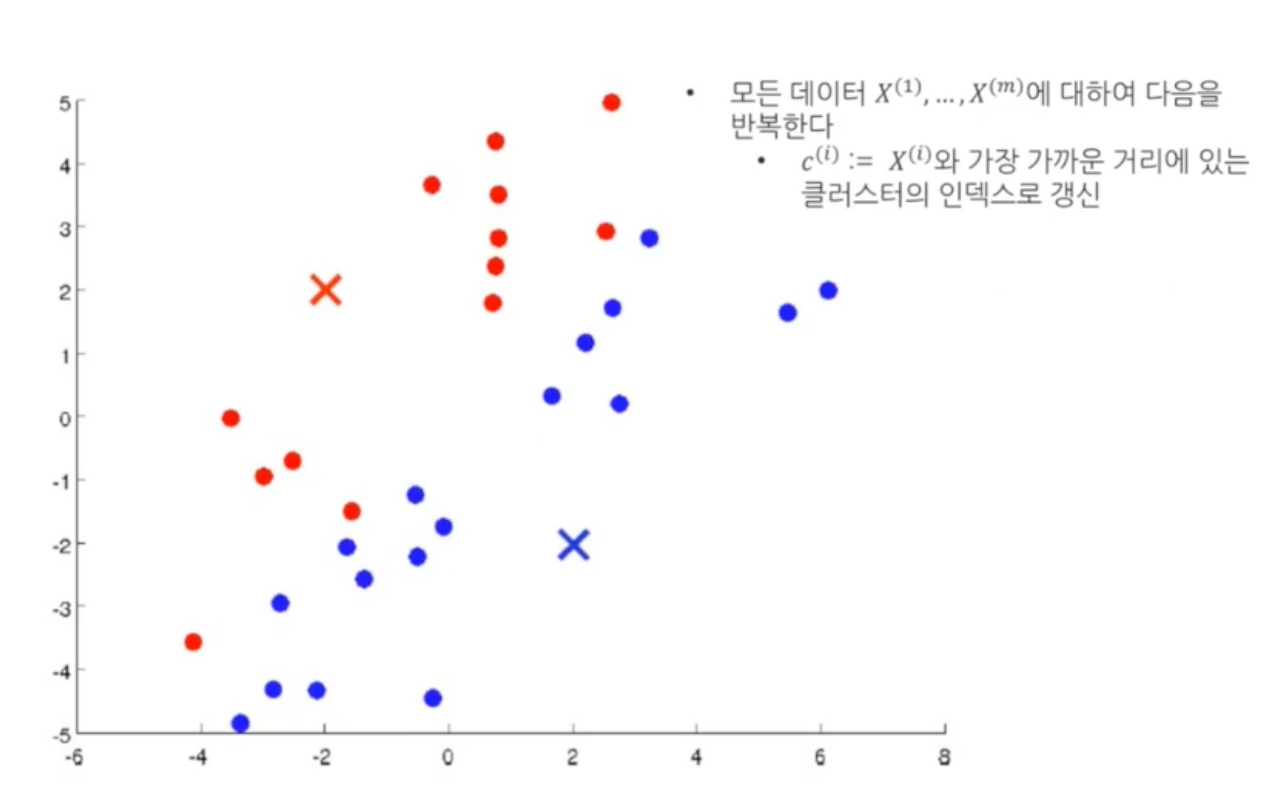 • 모든 데이터 X^{(1)}, ..., X^{(m)}에 대하여 다음을
반복한다
• c^{(i)} := X^{(i)}와 가장 가까운 거리에 있는
클러스터의 인덱스로 갱신
5
4
3
2
1
0
-1
-2
-3
-4
-5
-6 -4 -2 0 2 4 6 8